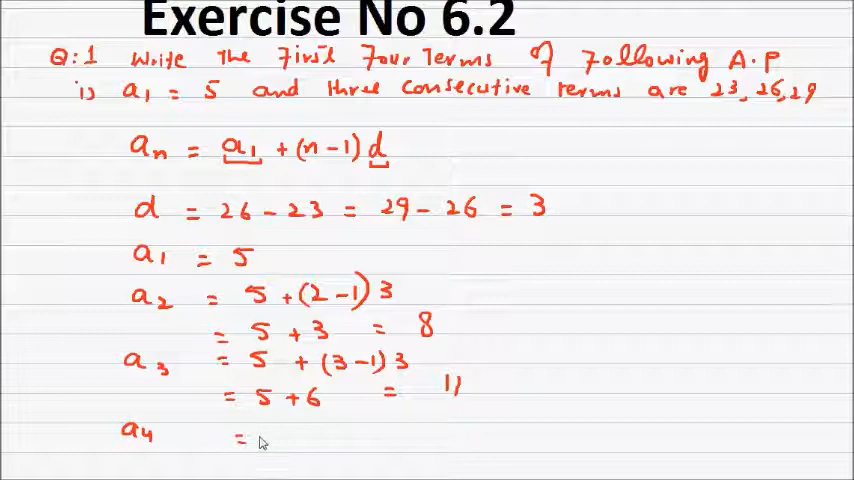 Exercise No 6.2
Q:1 Write The First Four Terms of Following A.P
is a1 = 5 and three consecutive terms are 23, 26, 29
an = a1 + (n-1) d
d = 26 - 23 = 29 - 26 = 3
a1 = 5
a2 = 5 + (2-1) 3
= 5 + 3 = 8
a3 = 5 + (3-1) 3
= 5 + 6 = 11
a4 =